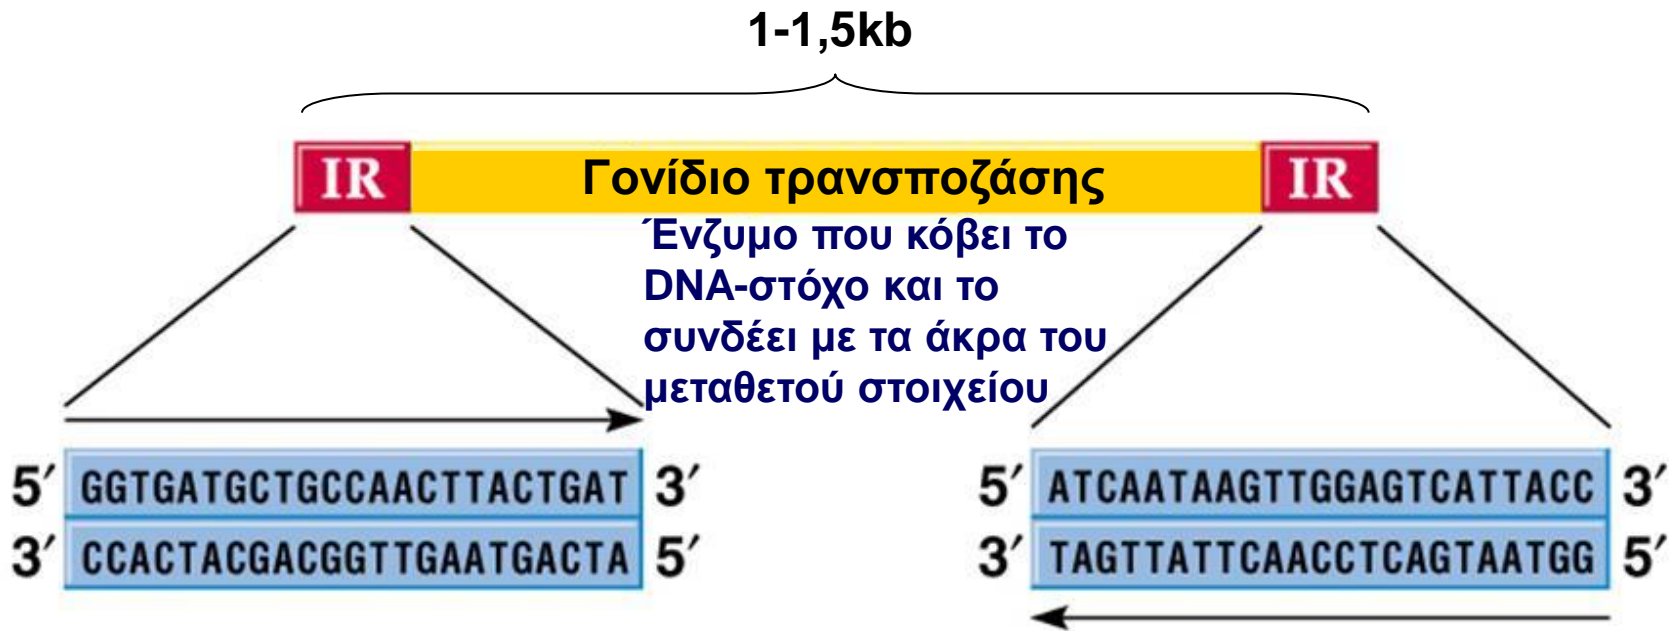 1-1,5kb
IR Γονίδιο τρανσποζάσης IR
Ένζυμο που κόβει το
DNA-στόχο και το
συνδέει με τα άκρα του
μεταθετού στοιχείου
5′ GGTGATGCTGCCAACTTACTGAT 3′
3′ CCACTACGACGGTTGAATGACTA 5′
5′ ATCAATAAGTTGGAGTCATTACC 3′
3′ TAGTTATTCAACCTCAGTAATGG 5′